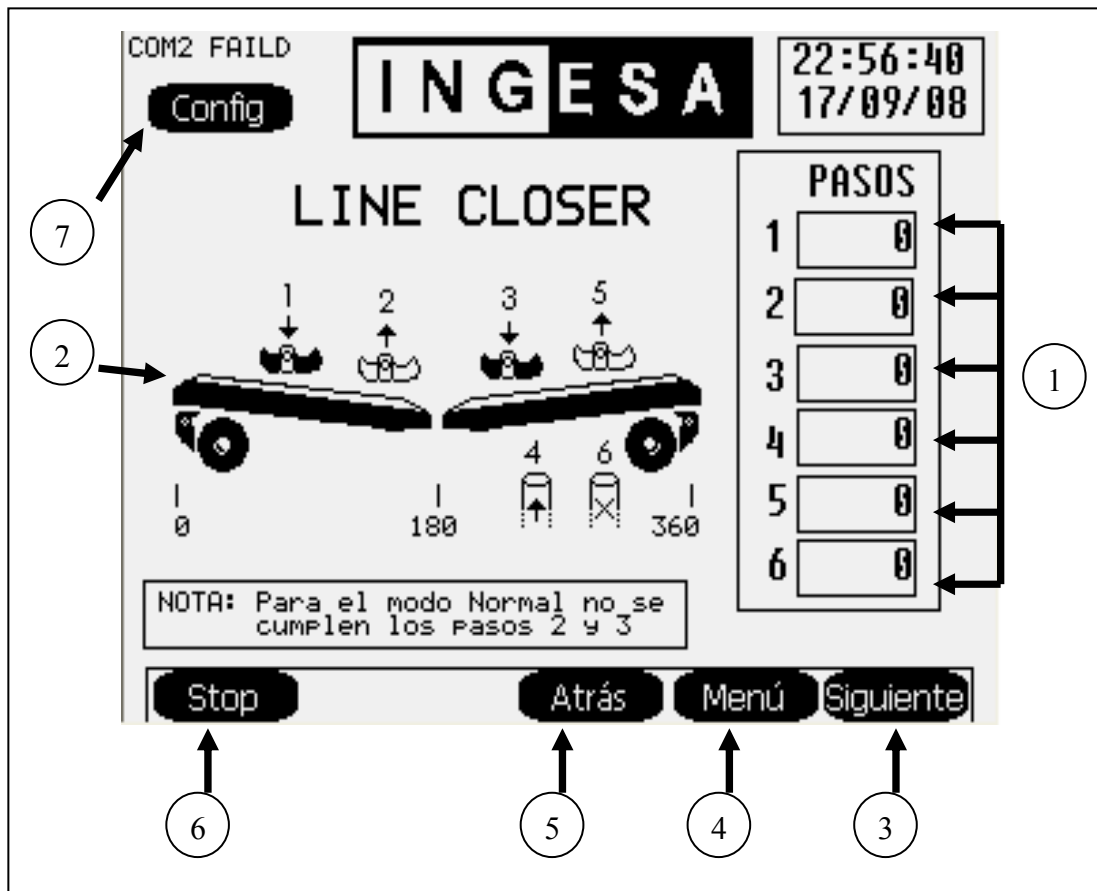 COM2 FAILD
Config
INGESA
22:56:40
17/09/08
7
LINE CLOSER
PASOS
1 0
2 0
3 0
4 0
5 0
6 0
1
2
1 2 3 5
4 6
0 180 360
NOTA: Para el modo Normal no se
cumplen los pasos 2 y 3
Stop Atrás Menú Siguiente
6 5 4 3